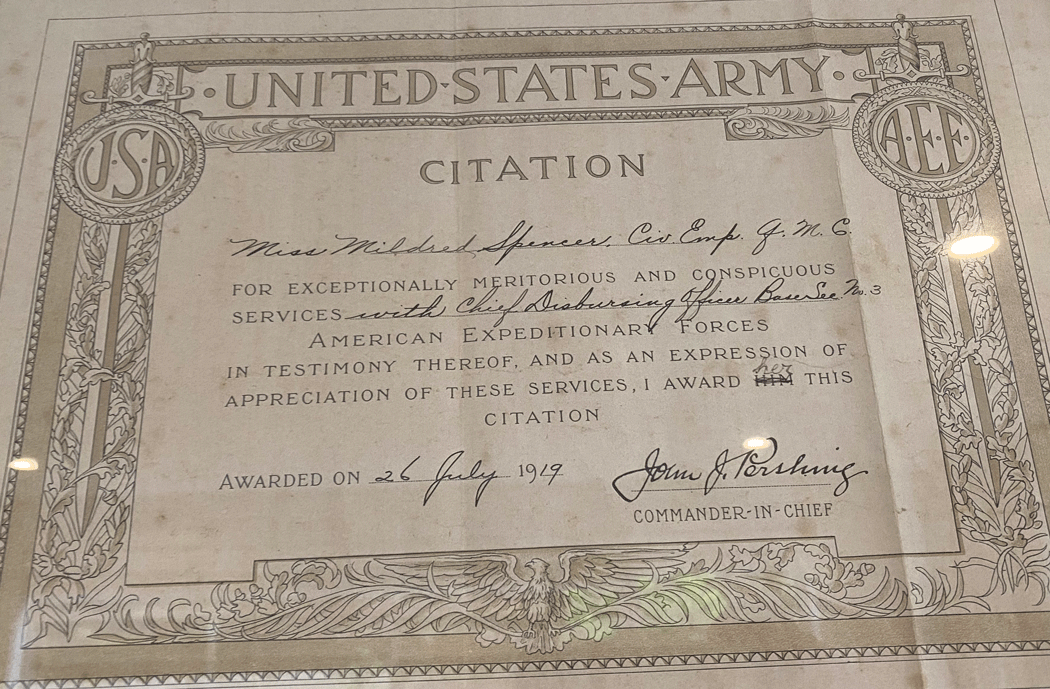 ·UNITED·STATES·ARMY·
U·S·A
A·E·F·
CITATION
Miss Mildred Spencer, Civ. Emp. Q. M. C.
FOR EXCEPTIONALLY MERITORIOUS AND CONSPICUOUS
SERVICES with Chief Disbursing Officer Base Sec No. 3
AMERICAN EXPEDITIONARY FORCES
IN TESTIMONY THEREOF, AND AS AN EXPRESSION OF
her
APPRECIATION OF THESE SERVICES, I AWARD HIM THIS
CITATION
AWARDED ON 26 July 1919
John J. Pershing
COMMANDER-IN-CHIEF